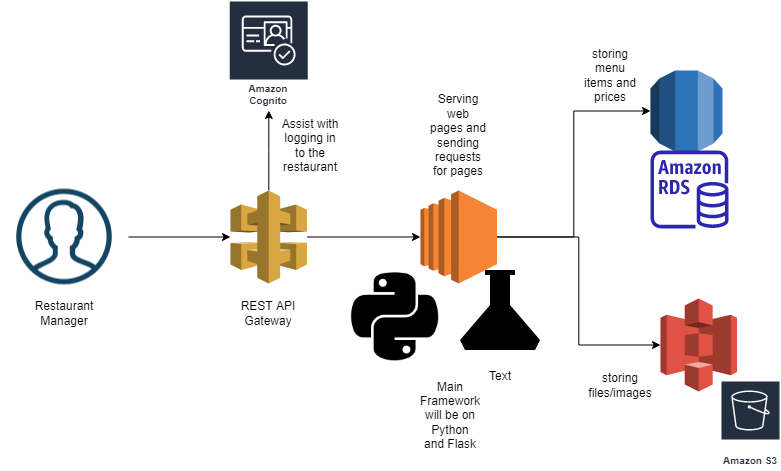 Amazon
Cognito
Assist with
logging in
to the
restaurant
Serving
web
pages and
sending
requests
for pages
storing
menu
items and
prices
Amazon
RDS
Restaurant
Manager
REST API
Gateway
Text
Main
Framework
will be on
Python
and Flask
storing
files/images
Amazon S3